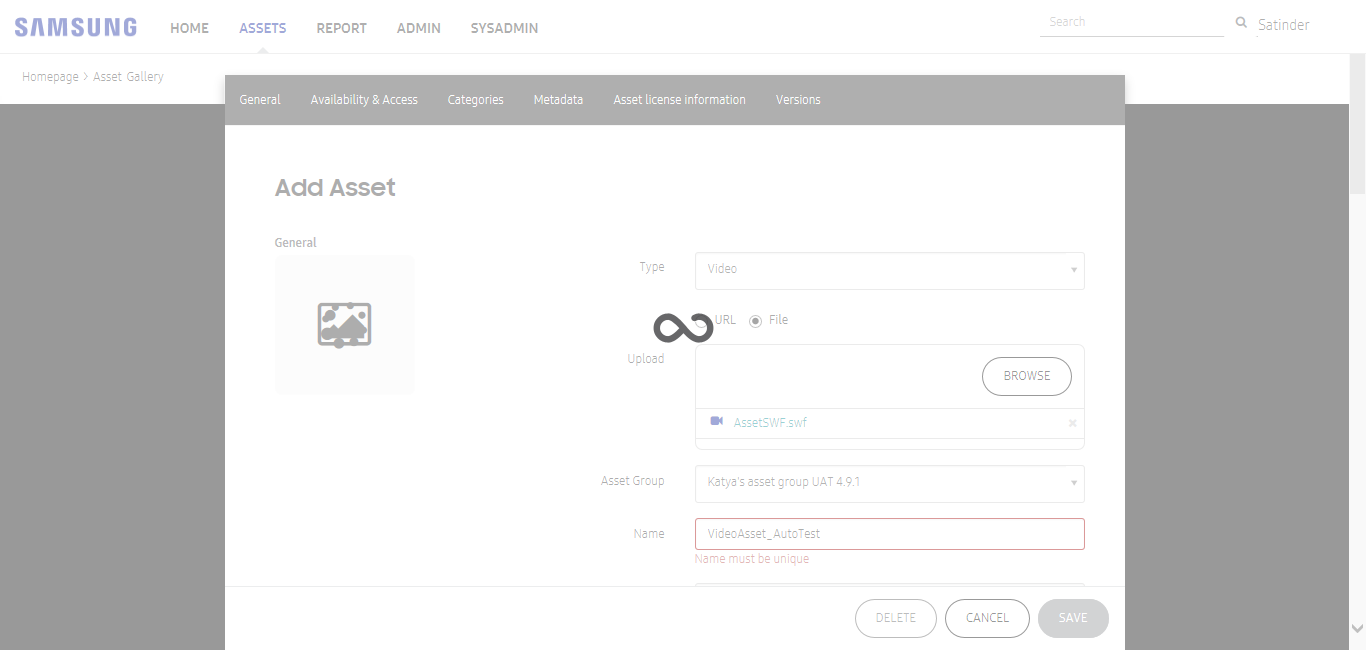 SAMSUNG HOME ASSETS REPORT ADMIN SYSADMIN Search Satinder
Homepage > Asset Gallery
General Availability & Access Categories Metadata Asset license information Versions
Add Asset
General
Type Video
URL File
Upload
BROWSE
AssetSWF.swf
Asset Group Katya's asset group UAT 4.9.1
Name VideoAsset_AutoTest
Name must be unique
DELETE CANCEL SAVE